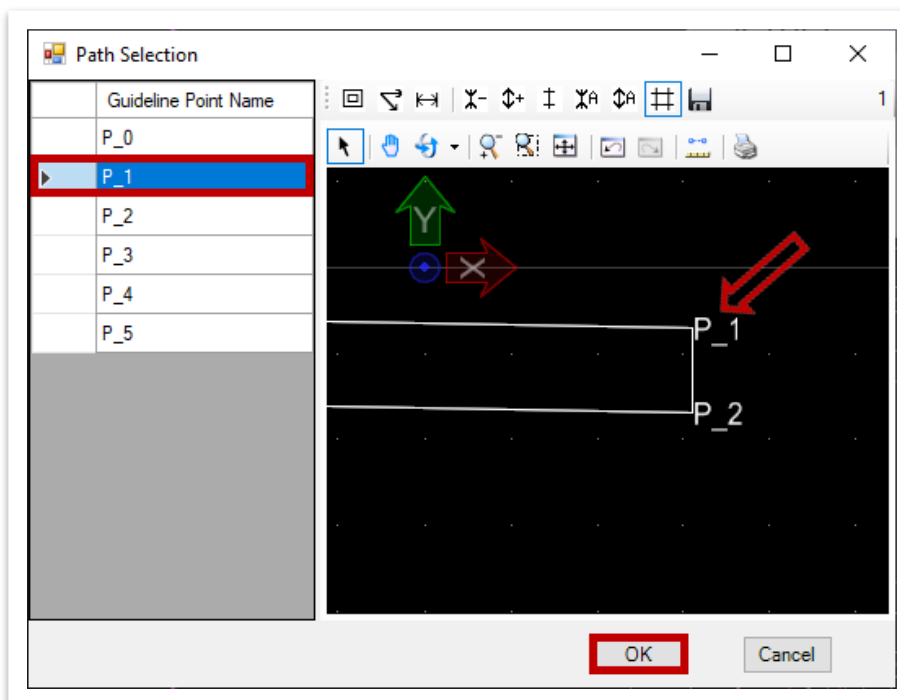 Path Selection
Guideline Point Name
P_0
P_1
P_2
P_3
P_4
P_5
1
Y
X
P_1
P_2
OK
Cancel